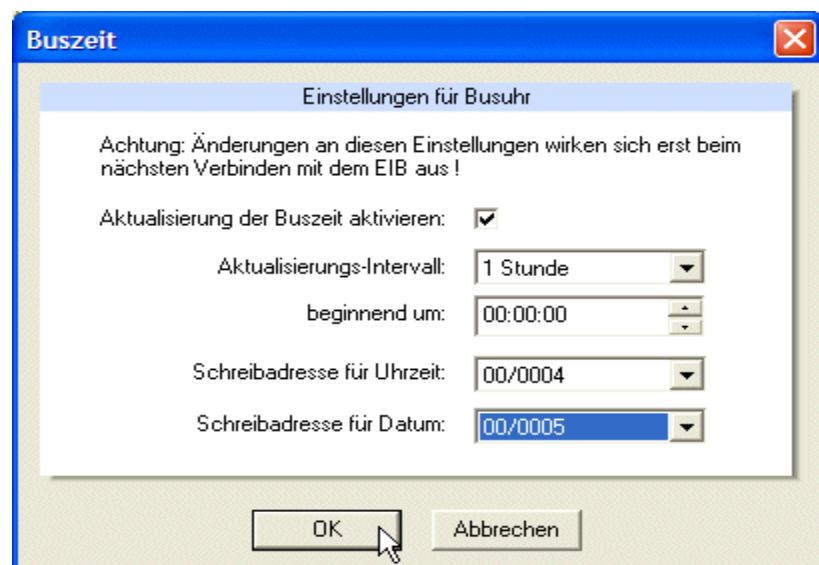 Buszeit
Einstellungen für Busuhr
Achtung: Änderungen an diesen Einstellungen wirken sich erst beim
nächsten Verbinden mit dem EIB aus !
Aktualisierung der Buszeit aktivieren:
Aktualisierungs-Intervall: 1 Stunde
beginnend um: 00:00:00
Schreibadresse für Uhrzeit: 00/0004
Schreibadresse für Datum: 00/0005
OK Abbrechen